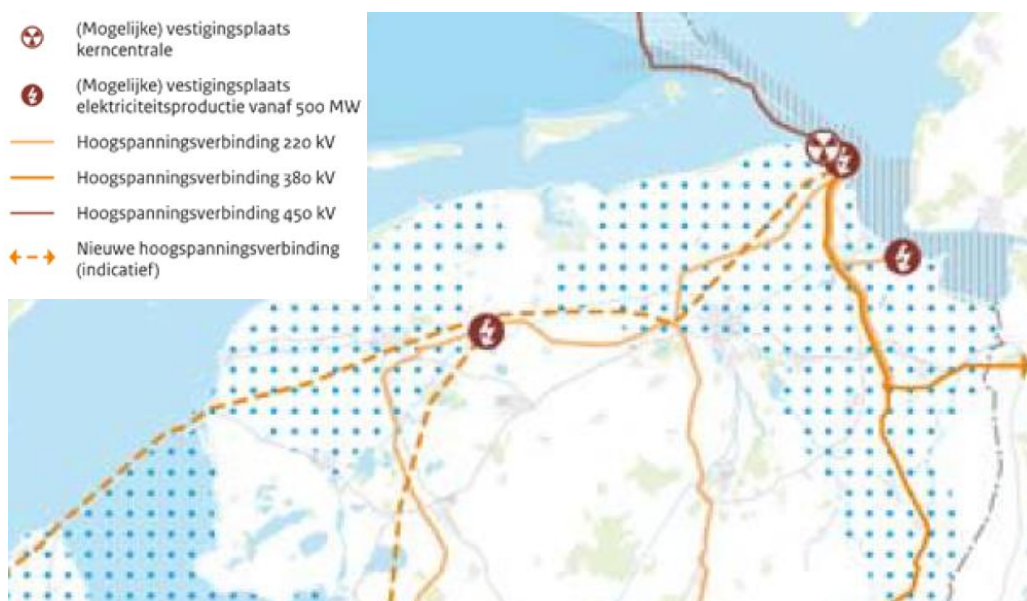 (Mogelijke) vestigingsplaats
kerncentrale
(Mogelijke) vestigingsplaats
elektriciteitsproductie vanaf 500 MW
Hoogspanningsverbinding 220 kV
Hoogspanningsverbinding 380 kV
Hoogspanningsverbinding 450 kV
Nieuwe hoogspanningsverbinding
(indicatief)